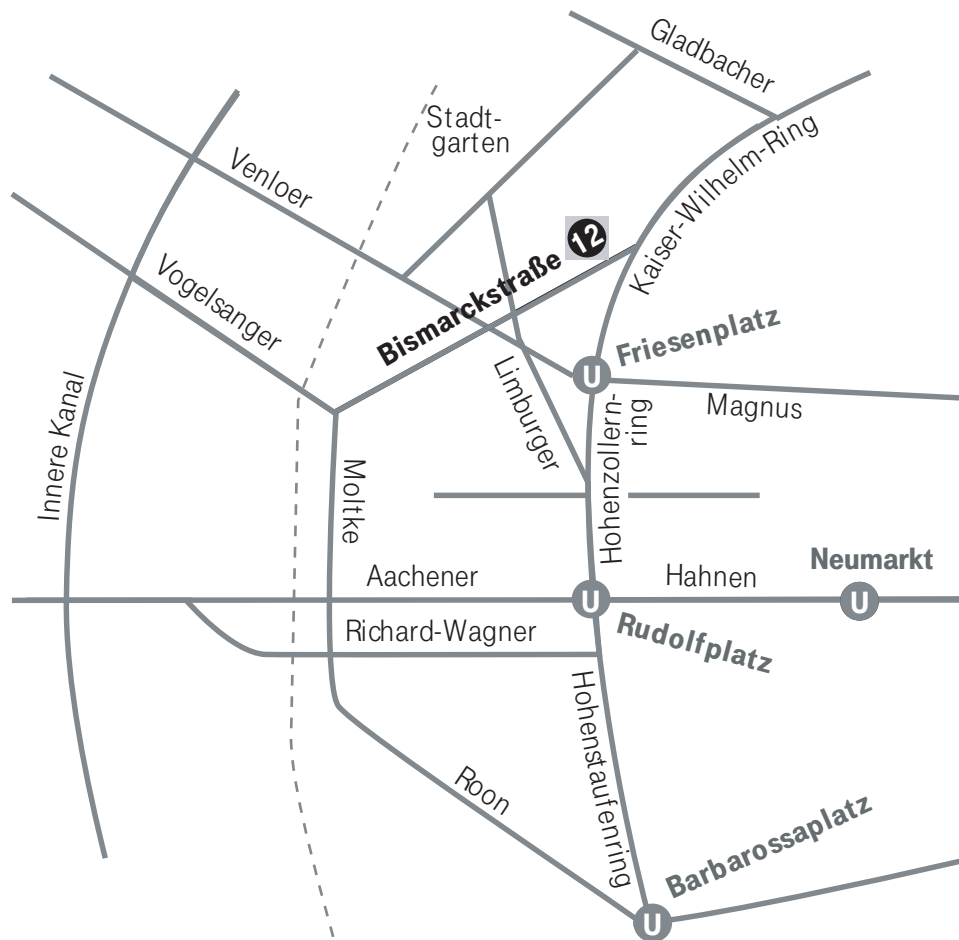 Gladbacher
Stadt-
garten
Kaiser-Wilhelm-Ring
Venloer
12
Bismarckstraße
Vogelsanger
Friesenplatz
U
Magnus
Limburger
Hohenzollern-
ring
Innere Kanal
Moltke
Neumarkt
Aachener
Hahnen
U
U
Richard-Wagner
Rudolfplatz
Hohenstaufenring
Roon
Barbarossaplatz
U